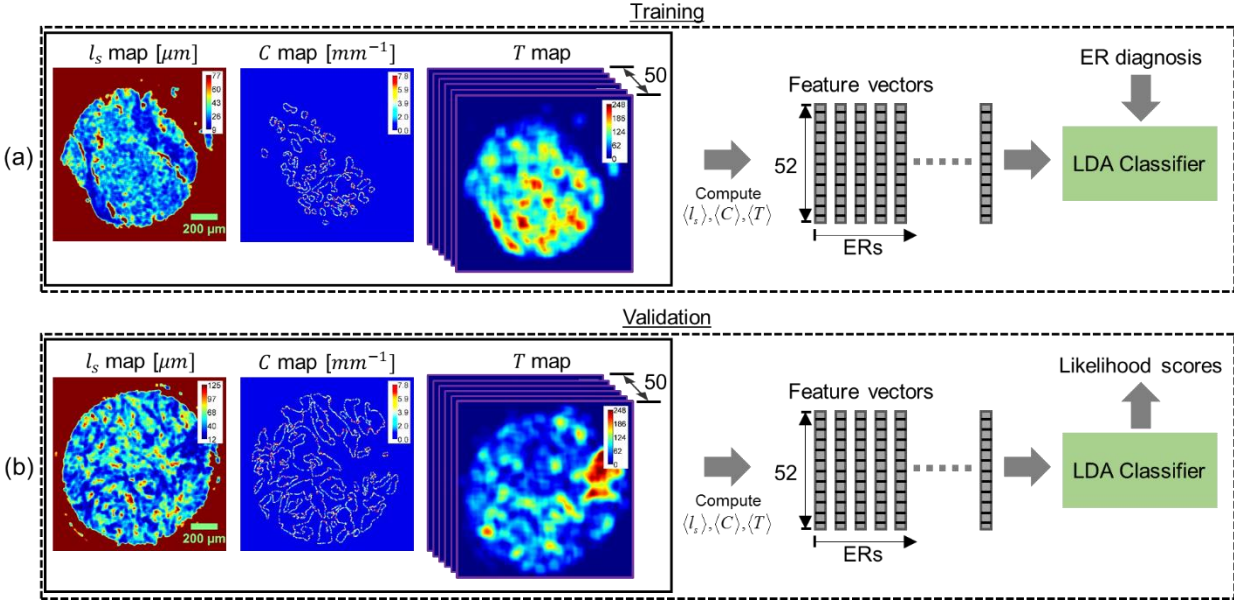 Training
(a)
l_s map [μm]
77
60
43
26
9
200 μm
C map [mm⁻¹]
7.8
5.9
3.9
2.0
0.0
T map
50
248
186
124
62
0
Compute
⟨l_s⟩,⟨C⟩,⟨T⟩
Feature vectors
52
ERs
ER diagnosis
LDA Classifier
Validation
(b)
l_s map [μm]
125
97
68
40
12
200 μm
C map [mm⁻¹]
7.8
5.9
3.9
2.0
0.0
T map
50
248
186
124
62
0
Compute
⟨l_s⟩,⟨C⟩,⟨T⟩
Feature vectors
52
ERs
Likelihood scores
LDA Classifier